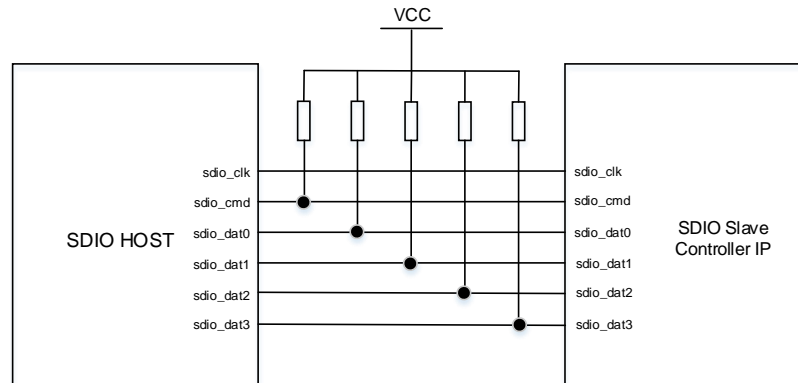 VCC
sdio_clk
sdio_cmd
sdio_dat0
sdio_dat1
sdio_dat2
sdio_dat3
SDIO HOST
sdio_clk
sdio_cmd
sdio_dat0
sdio_dat1
sdio_dat2
sdio_dat3
SDIO Slave
Controller IP